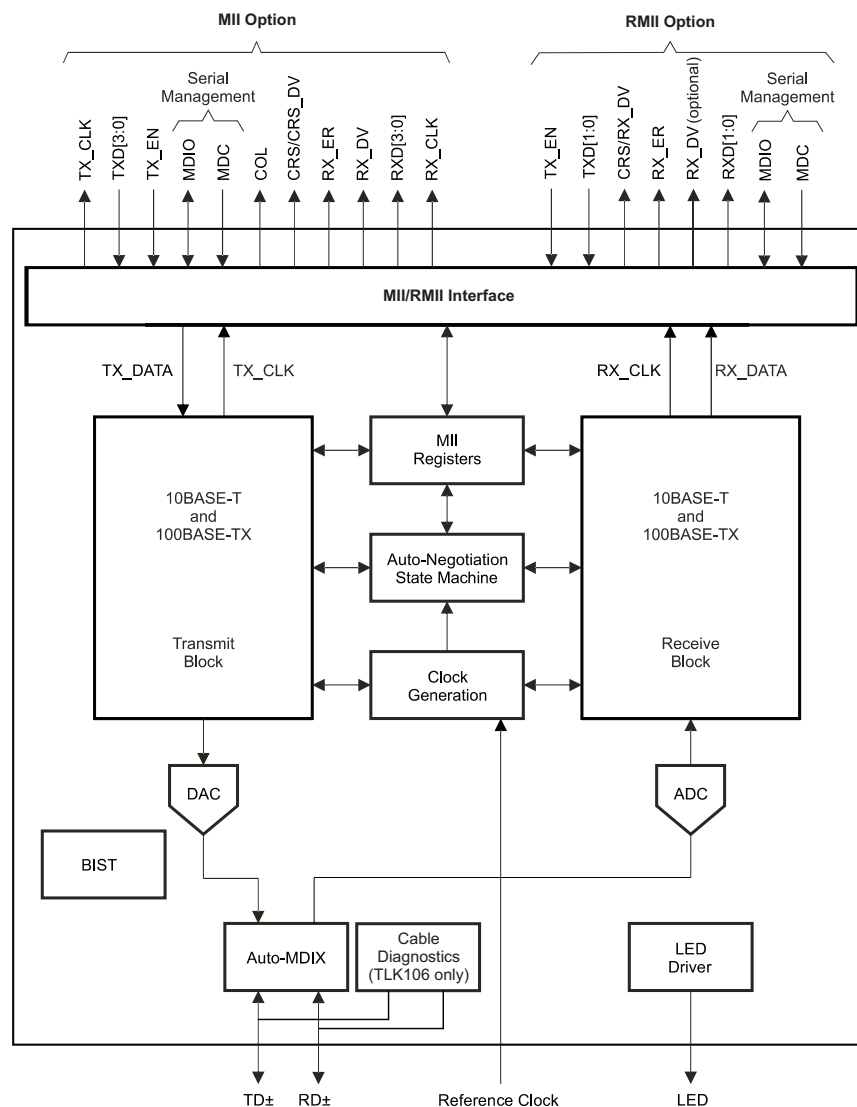 MII Option
RMII Option
Serial
Management
Serial
Management
TX_CLK
TXD[3:0]
TX_EN
MDIO
MDC
COL
CRS/CRS_DV
RX_ER
RX_DV
RXD[3:0]
RX_CLK
TX_EN
TXD[1:0]
CRS/RX_DV
RX_ER
RX_DV (optional)
RXD[1:0]
MDIO
MDC
MII/RMII Interface
TX_DATA
TX_CLK
RX_CLK
RX_DATA
10BASE-T
and
100BASE-TX
Transmit
Block
MII
Registers
Auto-Negotiation
State Machine
Clock
Generation
10BASE-T
and
100BASE-TX
Receive
Block
DAC
ADC
BIST
Auto-MDIX
Cable
Diagnostics
(TLK106 only)
LED
Driver
TD±
RD±
Reference Clock
LED